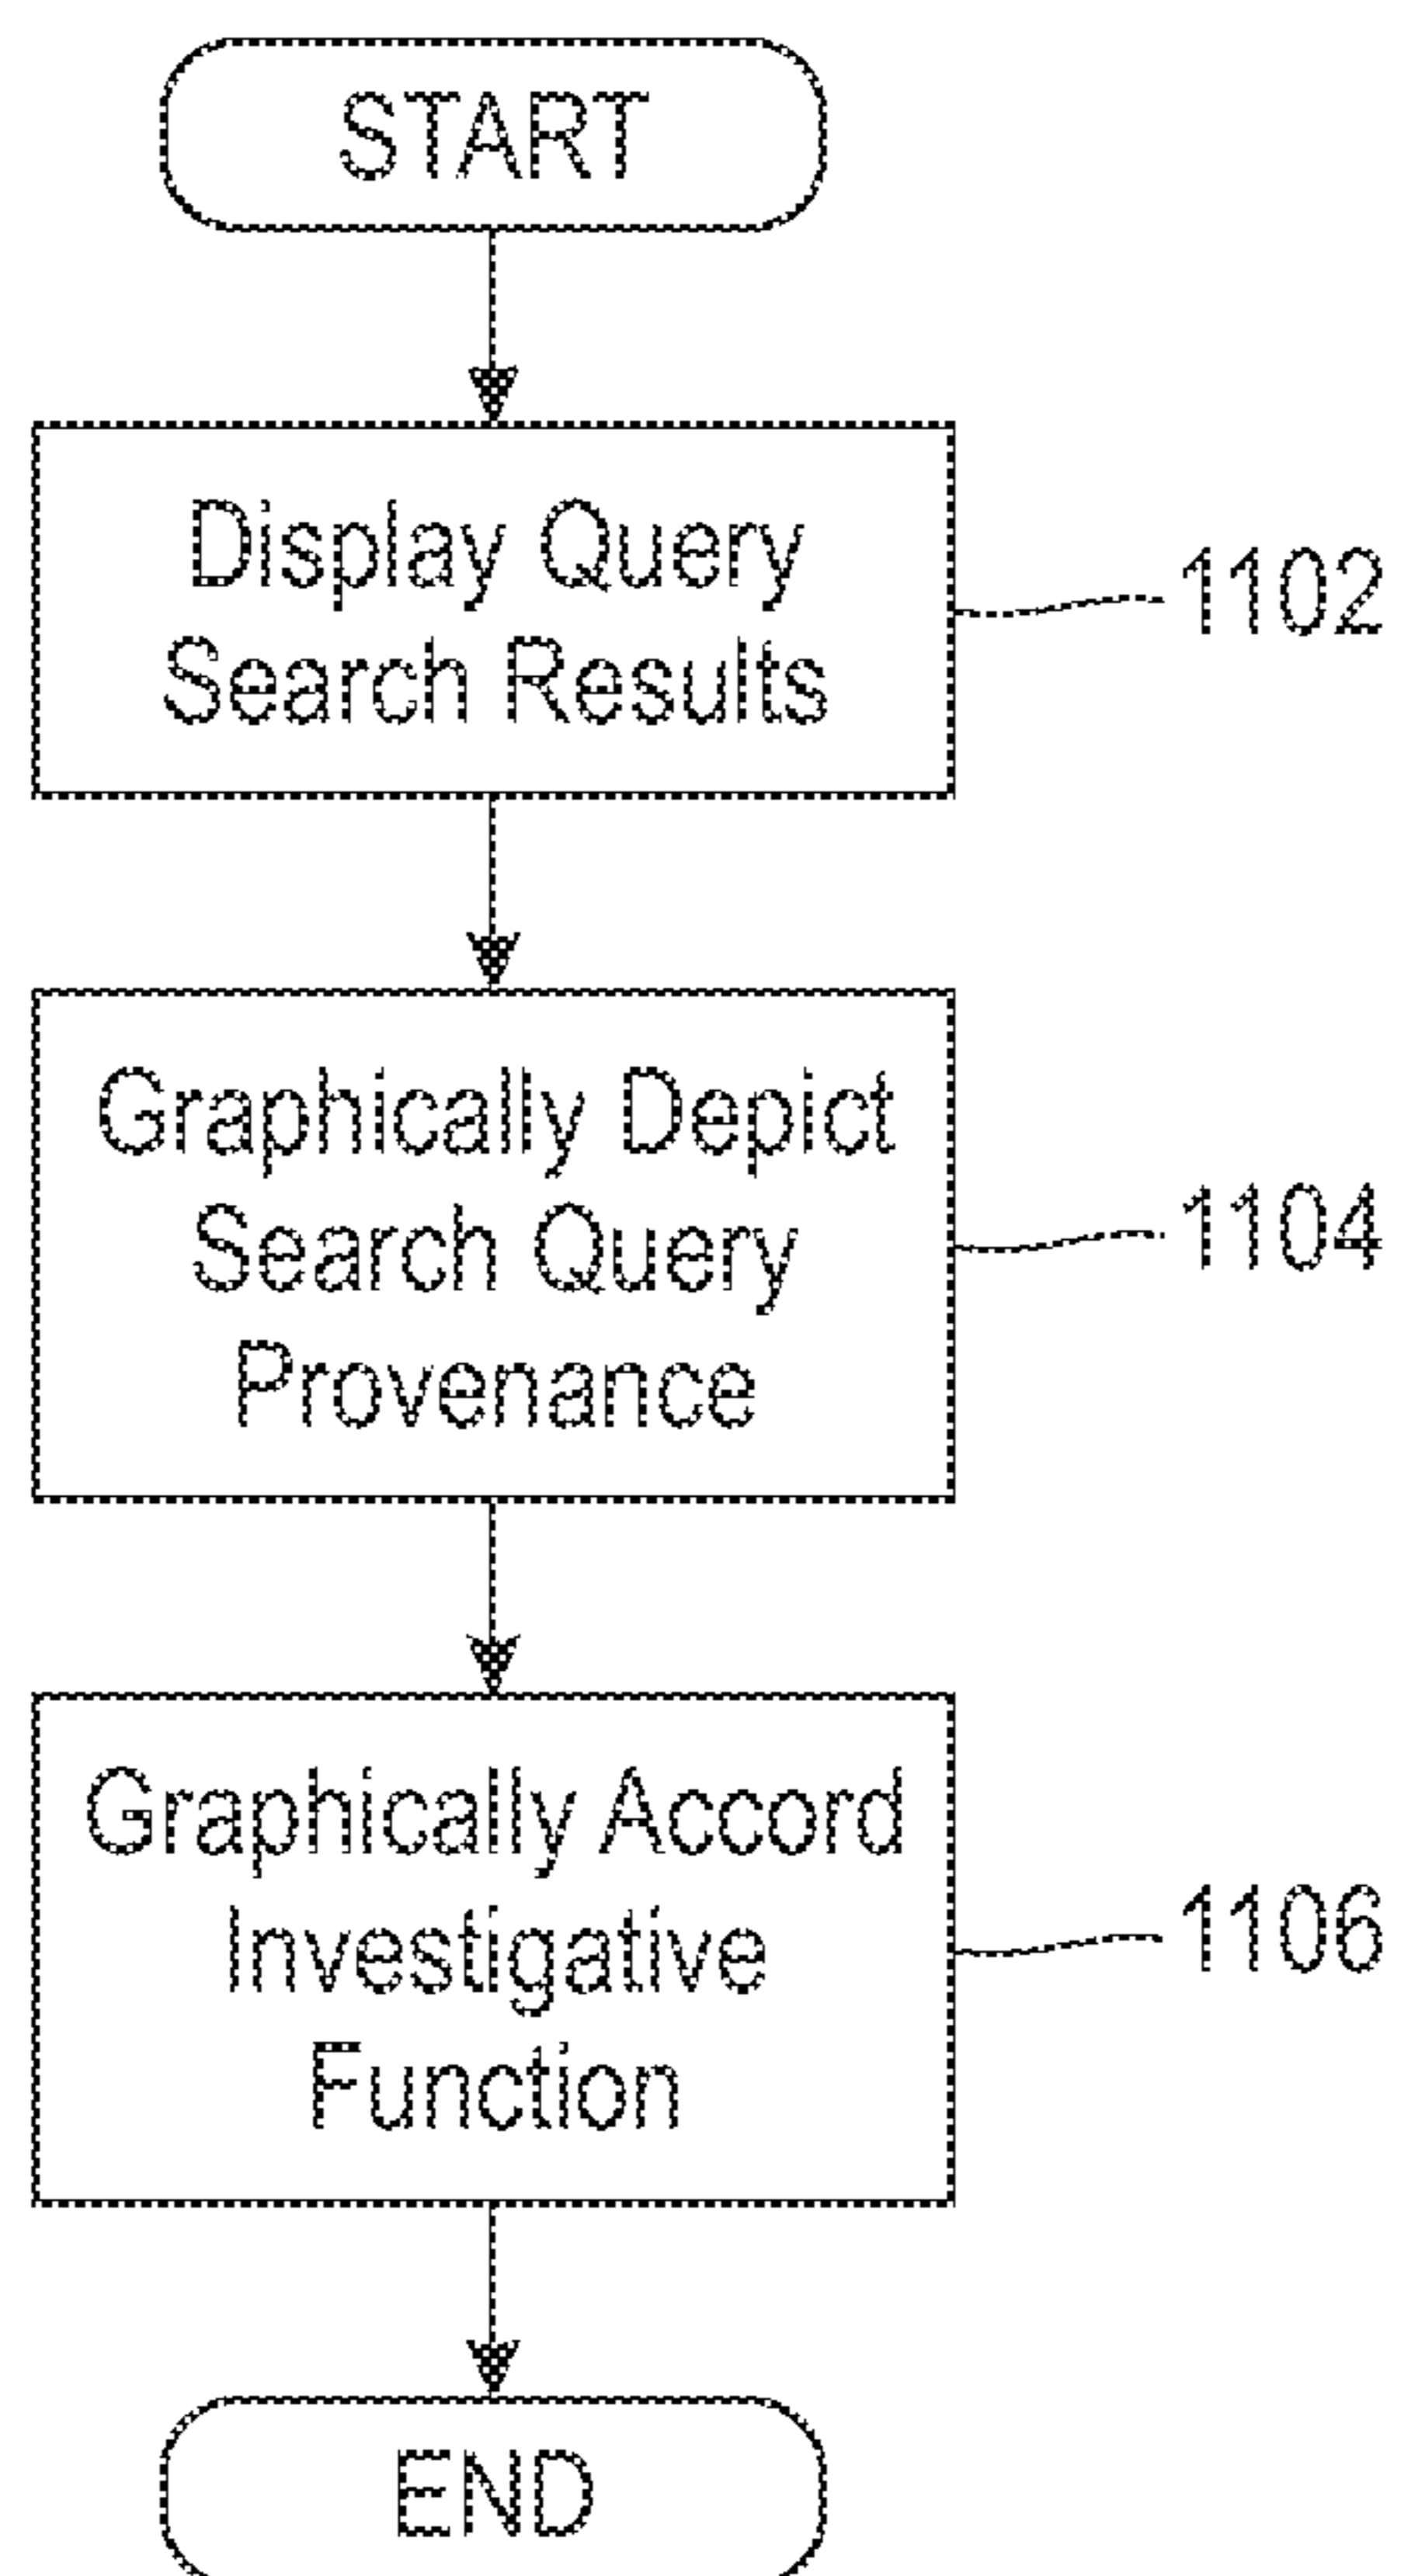 START
Display Query
Search Results
1102
Graphically Depict
Search Query
Provenance
1104
Graphically Accord
Investigative
Function
1106
END